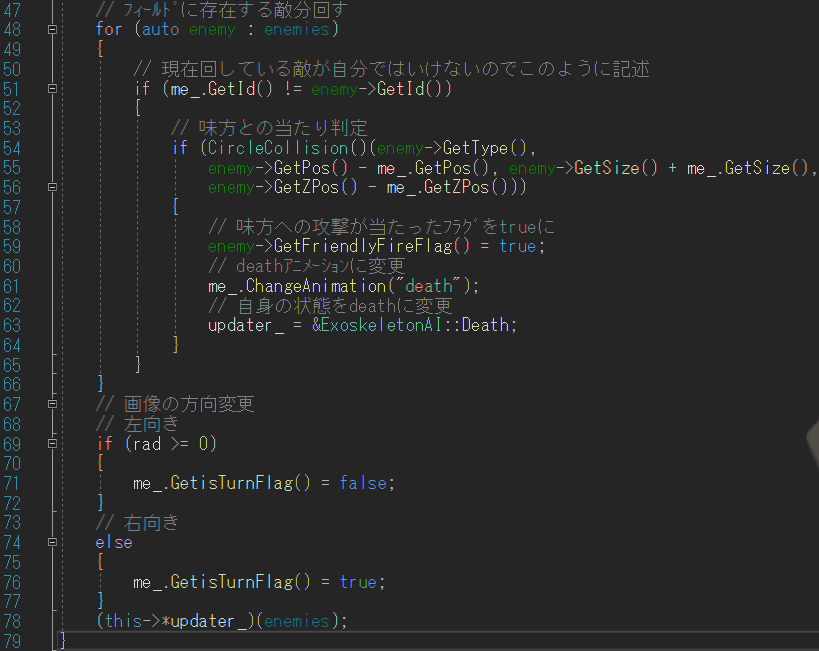 47 // ﾌｨｰﾙﾄﾞに存在する敵分回す
48 for (auto enemy : enemies)
49 {
50 // 現在回している敵が自分ではいけないのでこのように記述
51 if (me_.GetId() != enemy->GetId())
52 {
53 // 味方との当たり判定
54 if (CircleCollision()(enemy->GetType(),
55 enemy->GetPos() - me_.GetPos(), enemy->GetSize() + me_.GetSize(),
56 enemy->GetZPos() - me_.GetZPos()))
57 {
58 // 味方への攻撃が当たったﾌﾗｸﾞをtrueに
59 enemy->GetFriendlyFireFlag() = true;
60 // deathｱﾆﾒｰｼｮﾝに変更
61 me_.ChangeAnimation("death");
62 // 自身の状態をdeathに変更
63 updater_ = &ExoskeletonAI::Death;
64 }
65 }
66 }
67 // 画像の方向変更
68 // 左向き
69 if (rad >= 0)
70 {
71 me_.GetisTurnFlag() = false;
72 }
73 // 右向き
74 else
75 {
76 me_.GetisTurnFlag() = true;
77 }
78 (this->*updater_)(enemies);
79 }